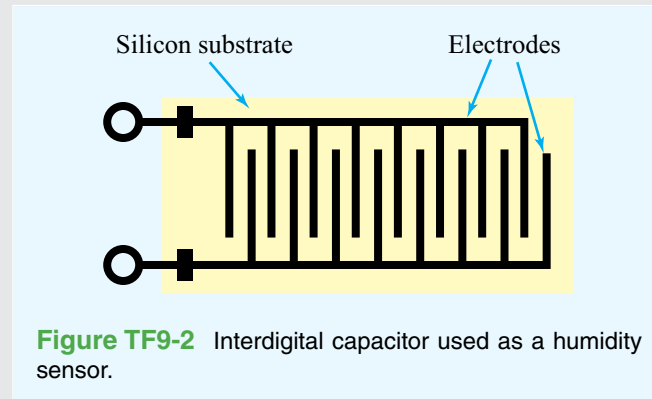 Silicon substrate
Electrodes
Figure TF9-2 Interdigital capacitor used as a humidity
sensor.